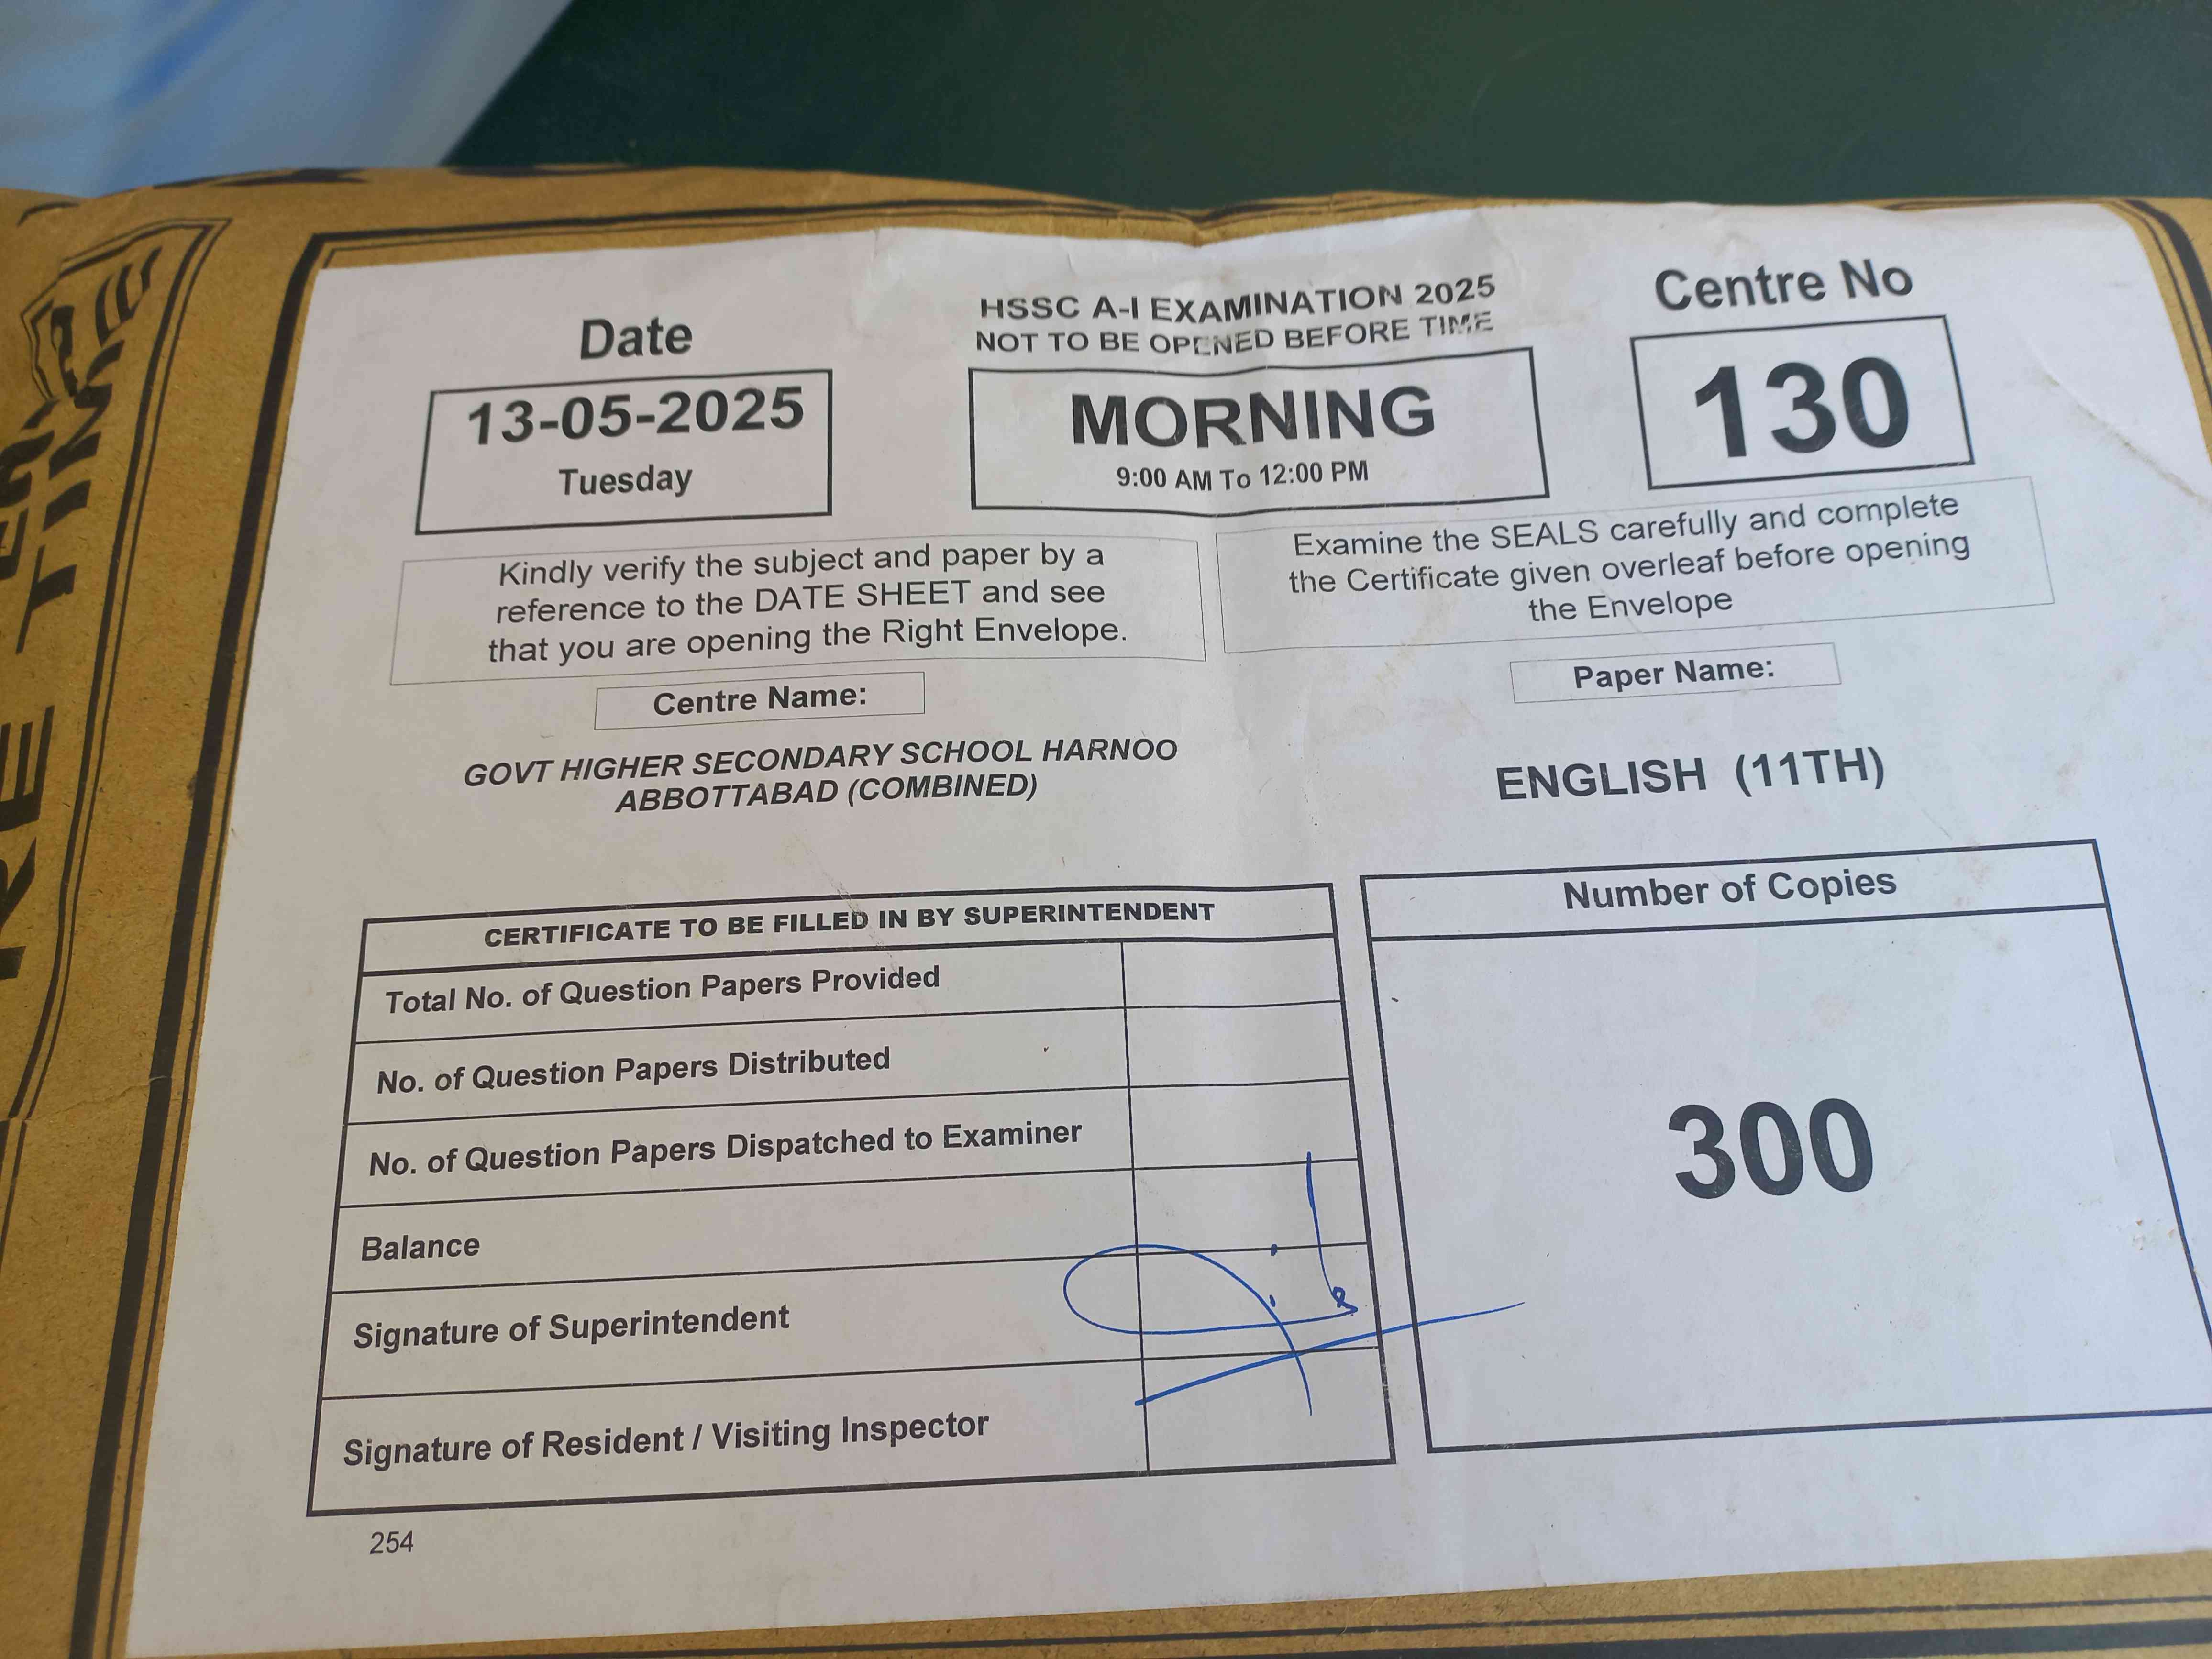 Date
13-05-2025
Tuesday
HSSC A-I EXAMINATION 2025
NOT TO BE OPENED BEFORE TIME
MORNING
9:00 AM To 12:00 PM
Centre No
130
Kindly verify the subject and paper by a
reference to the DATE SHEET and see
that you are opening the Right Envelope.
Examine the SEALS carefully and complete
the Certificate given overleaf before opening
the Envelope
Centre Name:
GOVT HIGHER SECONDARY SCHOOL HARNOO
ABBOTTABAD (COMBINED)
Paper Name:
ENGLISH (11TH)
CERTIFICATE TO BE FILLED IN BY SUPERINTENDENT
Total No. of Question Papers Provided
No. of Question Papers Distributed
No. of Question Papers Dispatched to Examiner
Balance
Signature of Superintendent
Signature of Resident / Visiting Inspector
Number of Copies
300
254
TIME